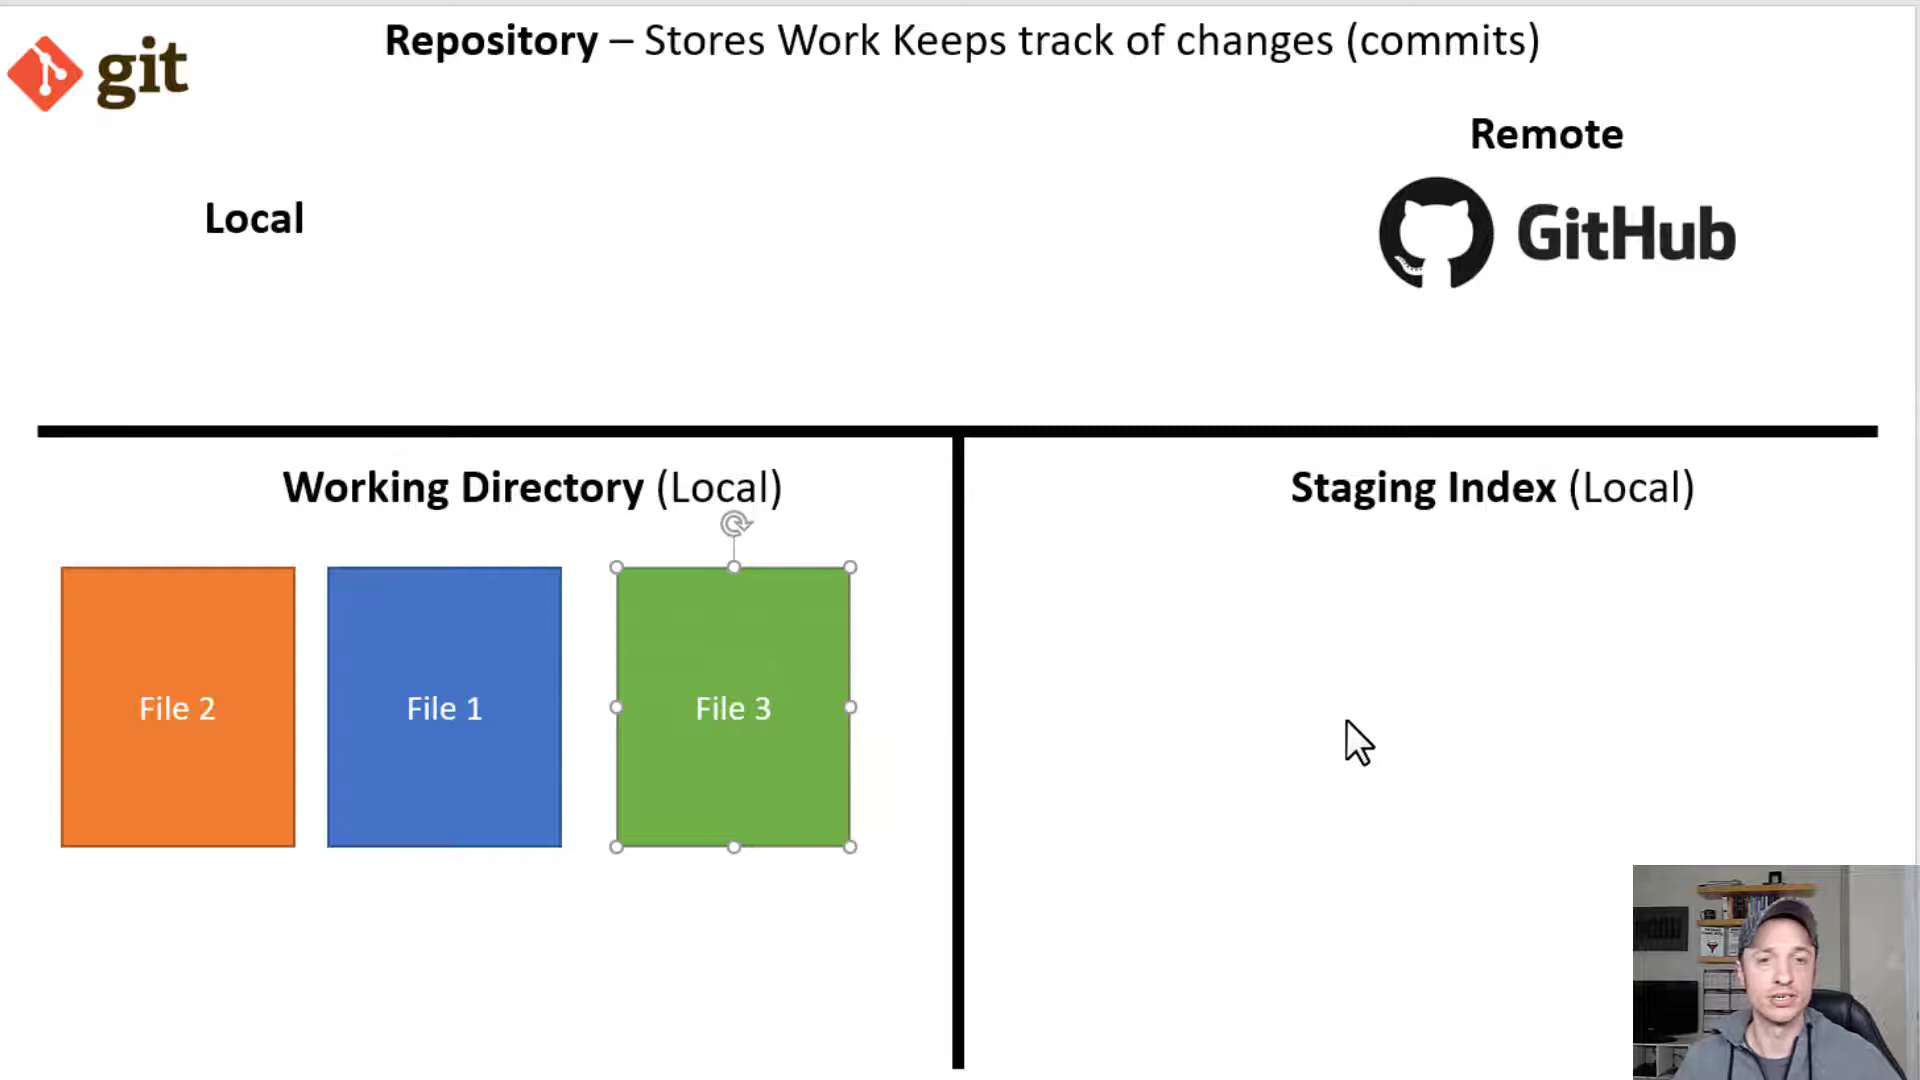 git
Repository – Stores Work Keeps track of changes (commits)
Remote
GitHub
Local
Working Directory (Local)
Staging Index (Local)
File 2
File 1
File 3